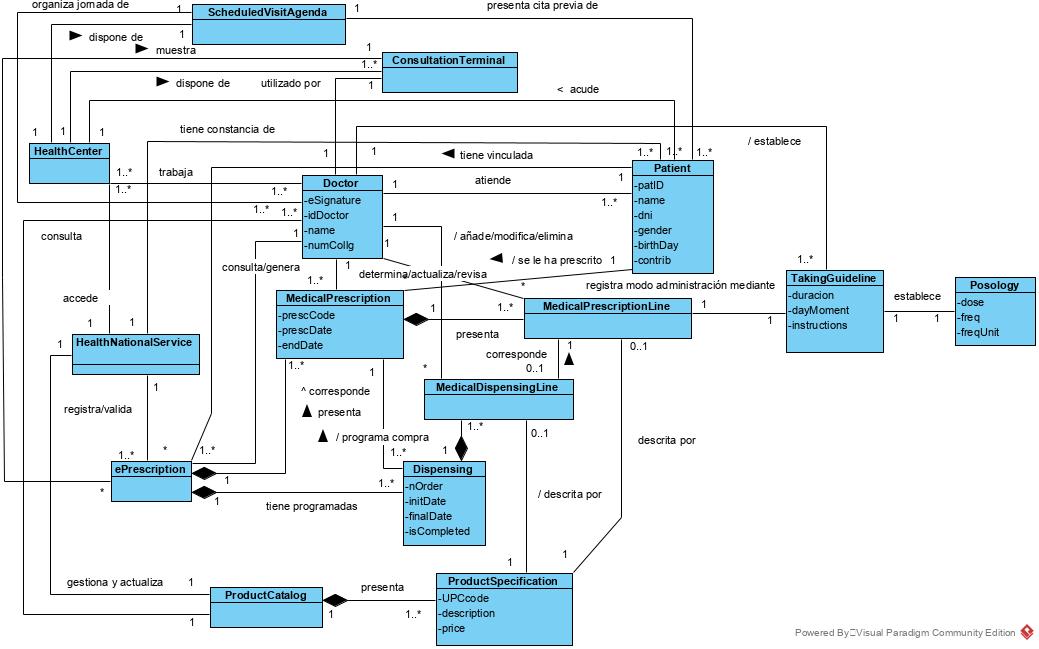 organiza jornada de
1
ScheduledVisitAgenda
1
presenta cita previa de
dispone de
1
muestra
1
ConsultationTerminal
1..*
dispone de
utilizado por
1
< acude
1
1
1
tiene constancia de
/ establece
HealthCenter
1
1
tiene vinculada
1..*
1..*
1..*
1..*
trabaja
Doctor
1
atiende
1
Patient
1..*
1..*
-eSignature
-idDoctor
-name
-numCollg
1..*
-patID
-name
-dni
-gender
-birthDay
-contrib
1..*
1..*
1
1
consulta
1
/ añade/modifica/elimina
/ se le ha prescrito
1
1..*
consulta/genera
1
determina/actualiza/revisa
*
*
registra modo administración mediante
TakingGuideline
-duracion
-dayMoment
-instructions
establece
1
1
Posology
-dose
-freq
-freqUnit
1..*
MedicalPrescription
-prescCode
-prescDate
-endDate
1
1..*
MedicalPrescriptionLine
1
1
accede
1
1
presenta
HealthNationalService
1
1
corresponde
1
0..1
0..1
1..*
1
*
^ corresponde
MedicalDispensingLine
registra/valida
presenta
1..*
0..1
/ programa compra
descrita por
1..*
*
1..*
1
1..*
ePrescription
Dispensing
-nOrder
-initDate
-finalDate
-isCompleted
1
*
1
1..*
tiene programadas
/ descrita por
1
1
gestiona y actualiza
1
ProductCatalog
presenta
ProductSpecification
-UPCcode
-description
-price
1
1
1..*
Powered By Visual Paradigm Community Edition